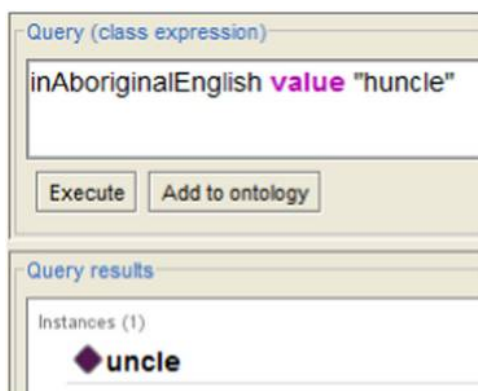 Query (class expression)
inAboriginalEnglish value "huncle"
Execute Add to ontology
Query results
Instances (1)
uncle